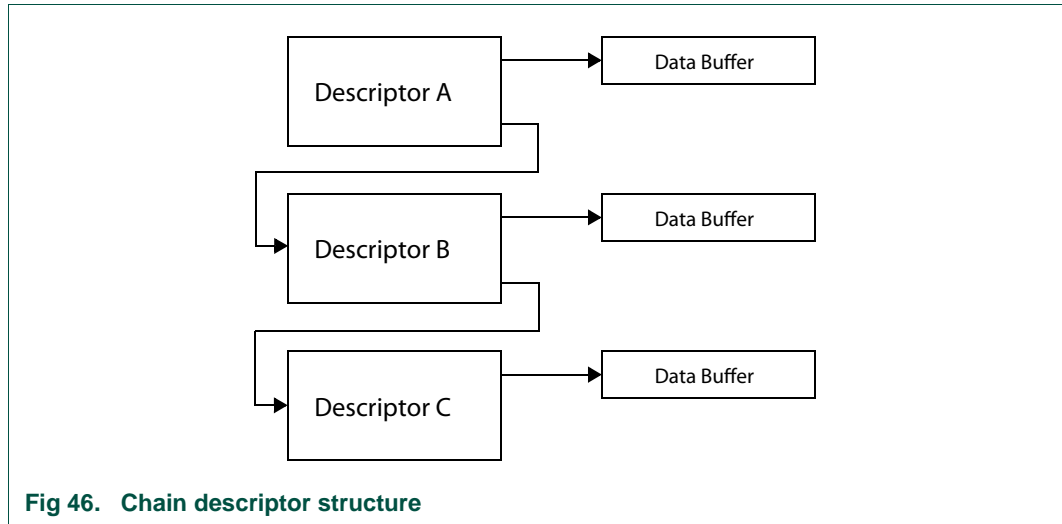 Descriptor A
Data Buffer
Descriptor B
Data Buffer
Descriptor C
Data Buffer
Fig 46. Chain descriptor structure